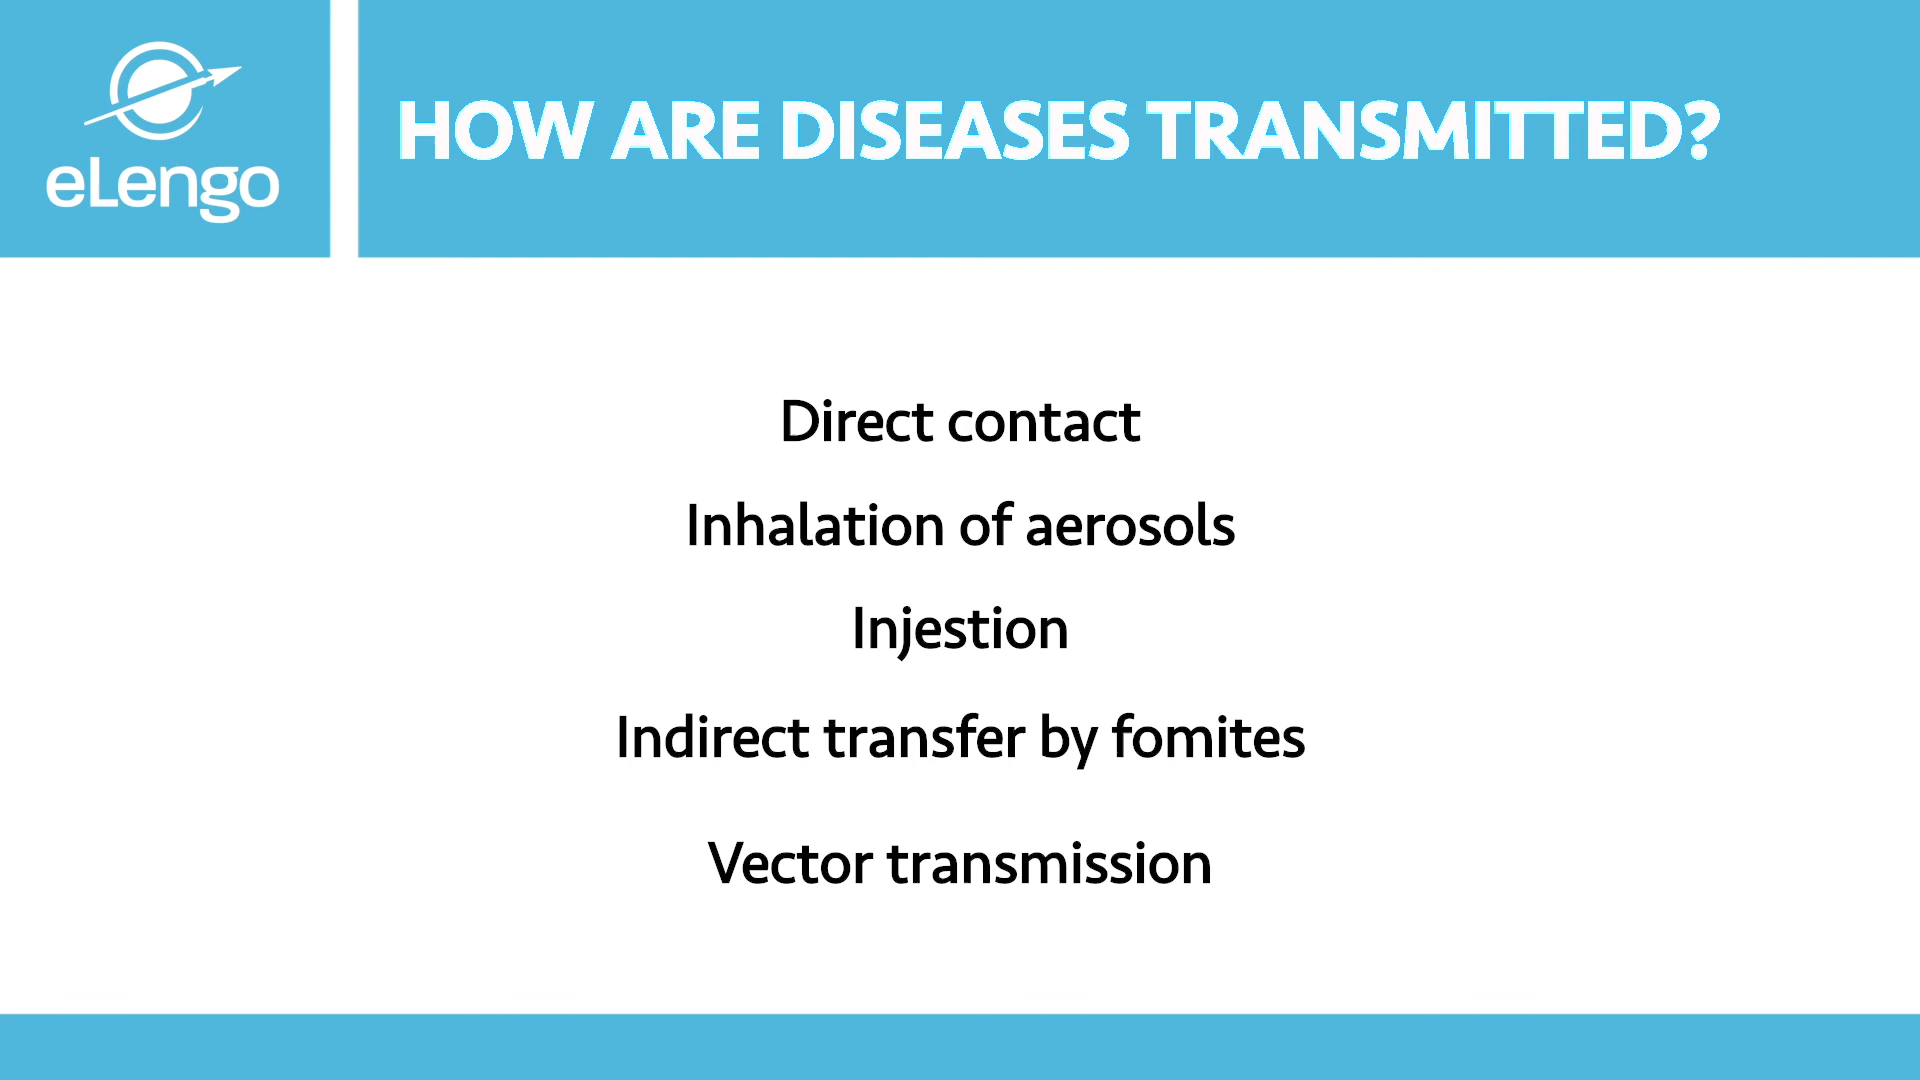 eLengo
HOW ARE DISEASES TRANSMITTED?
Direct contact
Inhalation of aerosols
Injestion
Indirect transfer by fomites
Vector transmission